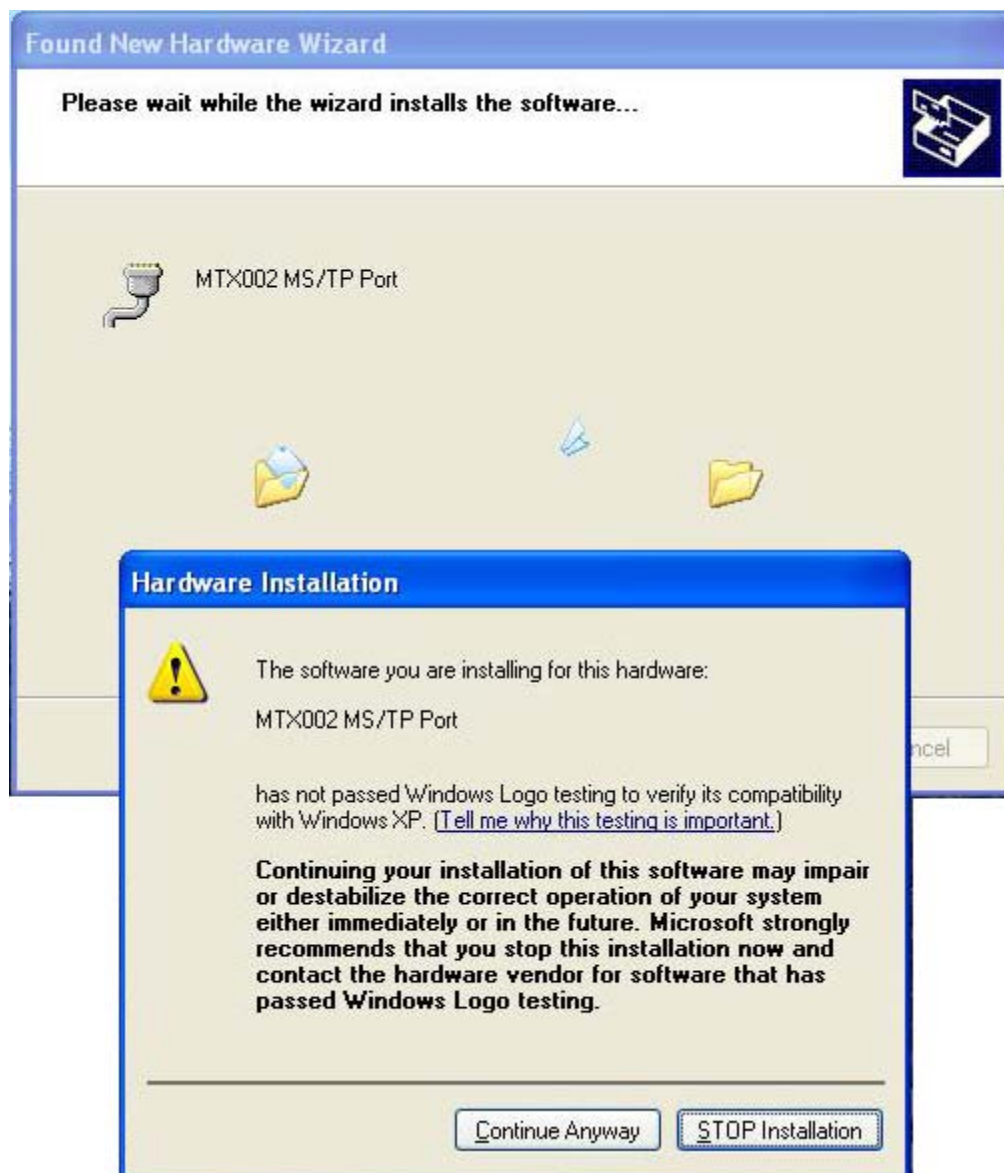 Found New Hardware Wizard
Please wait while the wizard installs the software...
MTX002 MS/TP Port
Hardware Installation
The software you are installing for this hardware:
MTX002 MS/TP Port
ncel
has not passed Windows Logo testing to verify its compatibility
with Windows XP. (Tell me why this testing is important.)
Continuing your installation of this software may impair
or destabilize the correct operation of your system
either immediately or in the future. Microsoft strongly
recommends that you stop this installation now and
contact the hardware vendor for software that has
passed Windows Logo testing.
Continue Anyway STOP Installation